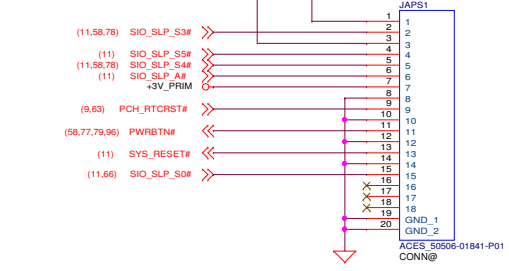 JAPS1
1 1
(11,58,78) SIO_SLP_S3# 2 2
3 3
(11) SIO_SLP_S5# 4 4
(11,58,78) SIO_SLP_S4# 5 5
(11) SIO_SLP_A# 6 6
+3V_PRIM 7 7
8 8
(9,63) PCH_RTCRST# 9 9
10 10
(58,77,79,96) PWRBTN# 11 11
12 12
(11) SYS_RESET# 13 13
14 14
(11,66) SIO_SLP_S0# 15 15
16 16
17 17
18 18
19 GND_1
20 GND_2
ACES_50506-01841-P01
CONN@